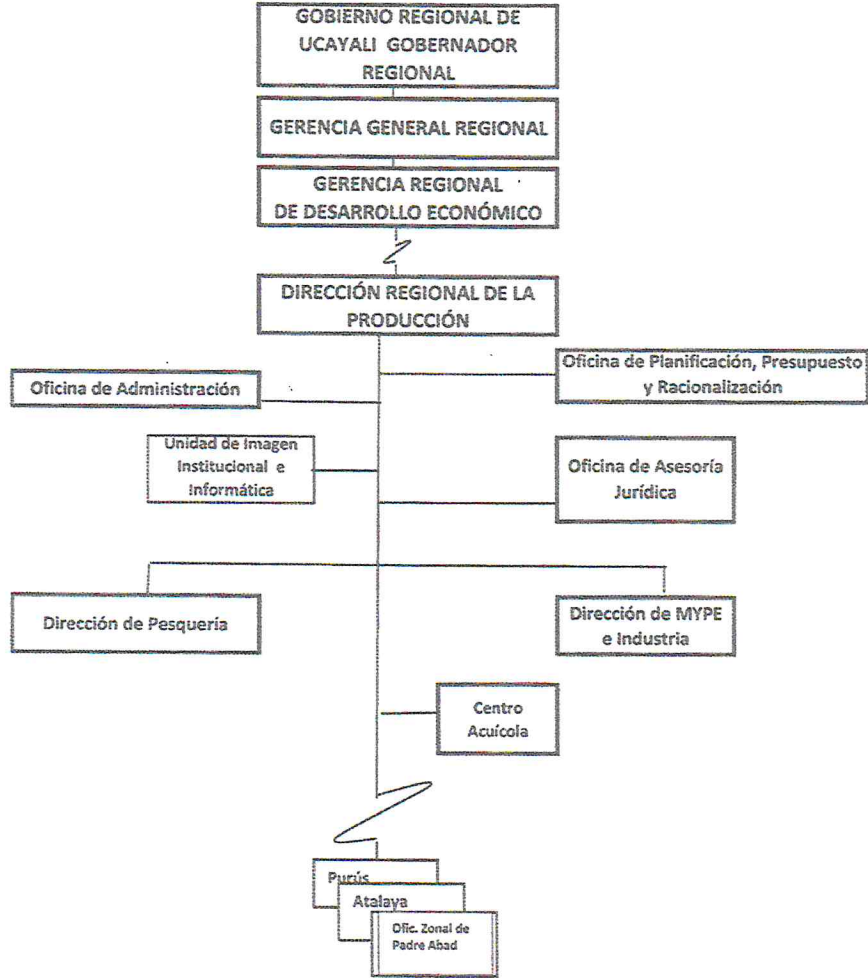 GOBIERNO REGIONAL DE
UCAYALI GOBERNADOR
REGIONAL
GERENCIA GENERAL REGIONAL
GERENCIA REGIONAL
DE DESARROLLO ECONÓMICO
DIRECCIÓN REGIONAL DE LA
PRODUCCIÓN
Oficina de Administración
Oficina de Planificación, Presupuesto
y Racionalización
Unidad de Imagen
Institucional e
Informática
Oficina de Asesoría
Jurídica
Dirección de Pesquería
Dirección de MYPE
e Industria
Centro
Acuícola
Purús
Atalaya
Ofic. Zonal de
Padre Abad